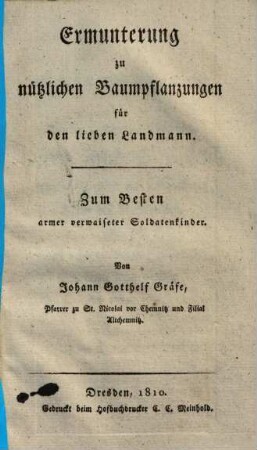 Ermunterung
zu
nützlichen Baumpflanzungen
für
den lieben Landmann.
Zum Besten
armer verwaiseter Soldatenkinder.
Von
Johann Gotthelf Gräfe,
Pfarrer zu St. Nicolai vor Chemnitz und Filial
Altchemnitz.
Dresden, 1810.
Gedruckt beim Hofbuchdrucker C. C. Meinhold.